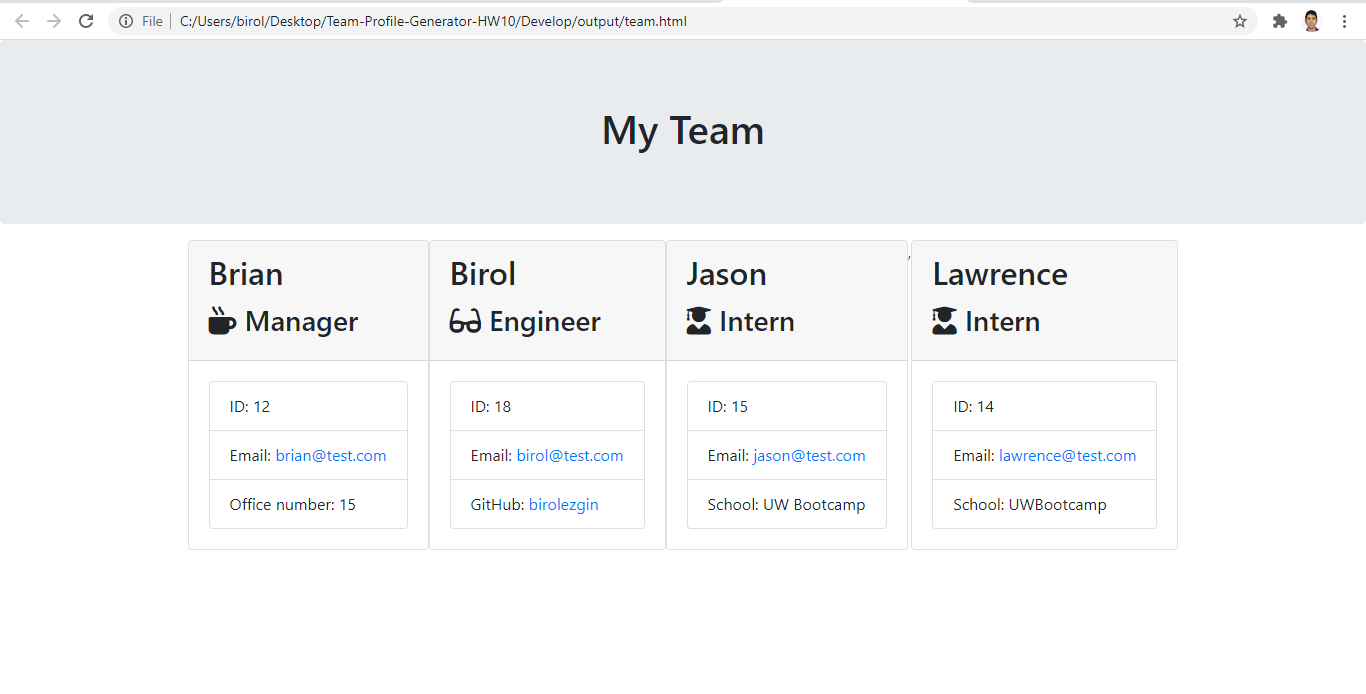 File
C:/Users/birol/Desktop/Team-Profile-Generator-HW10/Develop/output/team.html
My Team
Brian
Manager
ID: 12
Email: brian@test.com
Office number: 15
Birol
Engineer
ID: 18
Email: birol@test.com
GitHub: birolezgin
Jason
Intern
ID: 15
Email: jason@test.com
School: UW Bootcamp
,
Lawrence
Intern
ID: 14
Email: lawrence@test.com
School: UWBootcamp